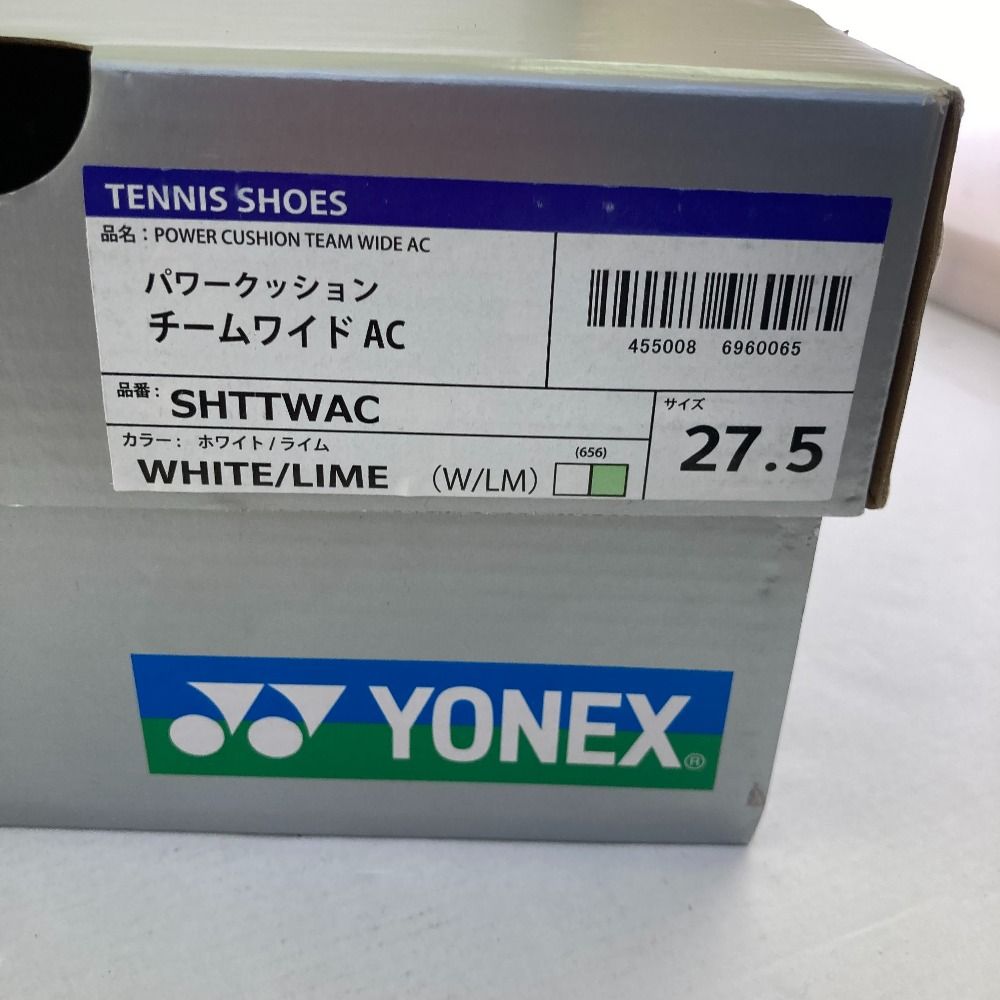 TENNIS SHOES
品名:POWER CUSHION TEAM WIDE AC
パワークッション
チームワイド AC
455008 6960065
品番: SHTTWAC
サイズ
27.5
カラー: ホワイト/ライム
WHITE/LIME (W/LM) (656)
YONEX®